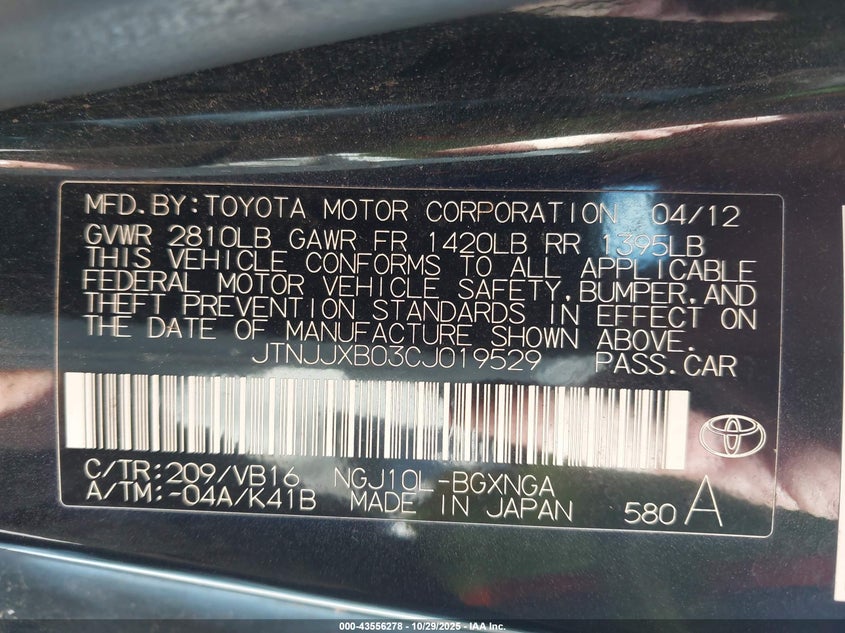 MFD.BY:TOYOTA MOTOR CORPORATION 04/12
GVWR 2810LB GAWR FR 1420LB RR 1395LB
THIS VEHICLE CONFORMS TO ALL APPLICABLE
FEDERAL MOTOR VEHICLE SAFETY,BUMPER,AND
THEFT PREVENTION STANDARDS IN EFFECT ON
THE DATE OF MANUFACTURE SHOWN ABOVE.
JTNJJXB03CJ019529 PASS.CAR
C/TR:209/VB16 NGJ10L-BGXNGA
A/TM:-04A/K41B MADE IN JAPAN 580 A
000-43556278 - 10/29/2025 - IAA Inc.